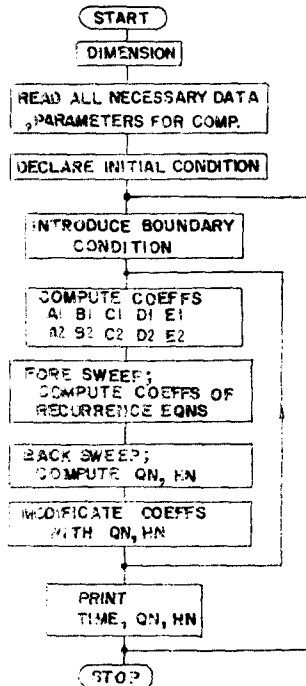 START
DIMENSION
READ ALL NECESSARY DATA
,PARAMETERS FOR COMP.
DECLARE INITIAL CONDITION
INTRODUCE BOUNDARY
CONDITION
COMPUTE COEFFS
A1 B1 C1 D1 E1
A2 B2 C2 D2 E2
FORE SWEEP;
COMPUTE COEFFS OF
RECURRENCE EQNS
BACK SWEEP;
COMPUTE QN, HN
MODIFICATE COEFFS
WITH QN, HN
PRINT
TIME, QN, HN
STOP